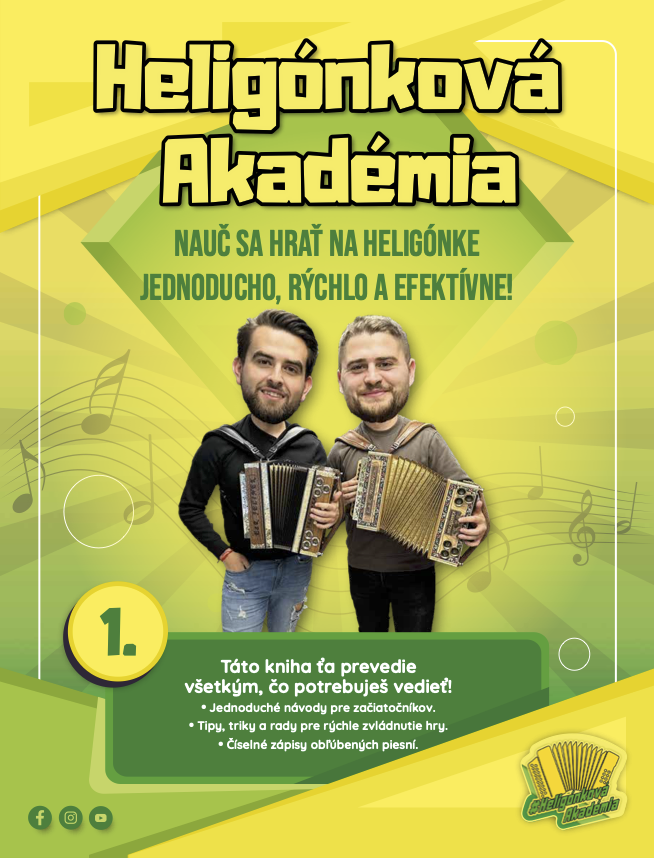 Heligónková
Akadémia
NAUČ SA HRAŤ NA HELIGÓNKE
JEDNODUCHO, RÝCHLO A EFEKTÍVNE!
1.
Táto kniha ťa prevedie
všetkým, čo potrebuješ vedieť!
• Jednoduché návody pre začiatočníkov.
• Tipy, triky a rady pre rýchle zvládnutie hry.
• Číselné zápisy obľúbených piesní.
Heligónková
Akadémia